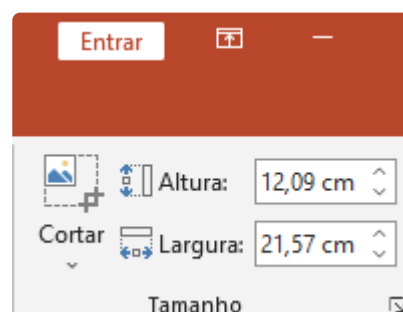 Entrar
Altura: 12,09 cm
Cortar
Largura: 21,57 cm
Tamanho